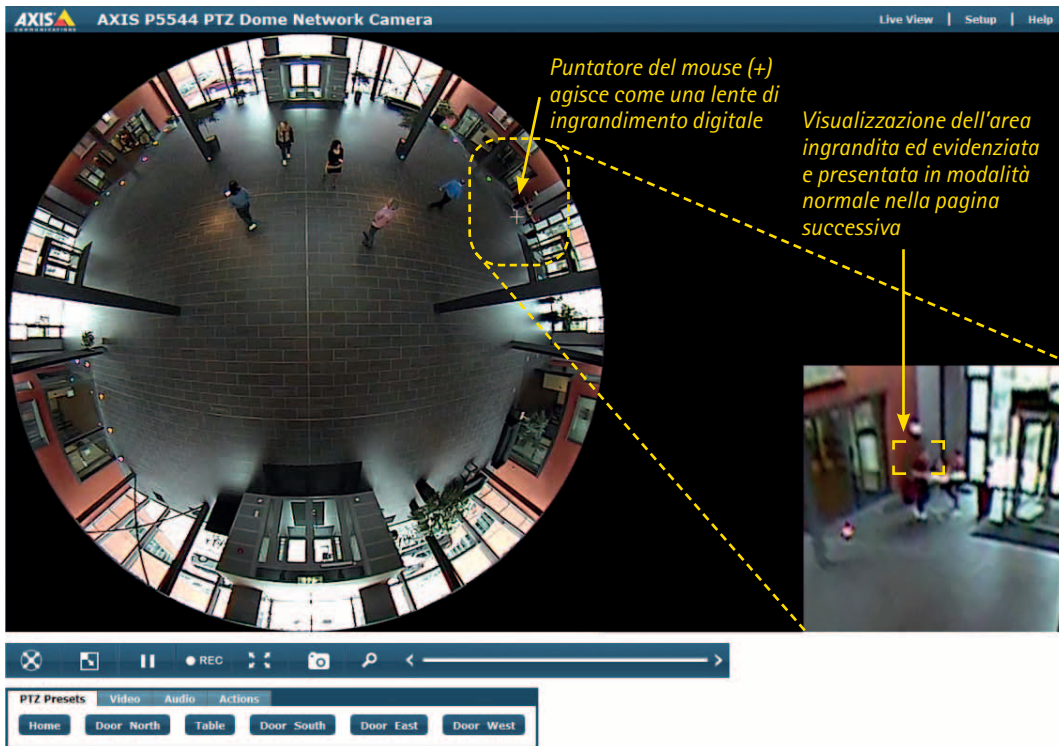 AXIS
COMMUNICATIONS
AXIS P5544 PTZ Dome Network Camera
Live View | Setup | Help
Puntatore del mouse (+)
agisce come una lente di
ingrandimento digitale
Visualizzazione dell'area
ingrandita ed evidenziata
e presentata in modalità
normale nella pagina
successiva
REC
PTZ Presets Video Audio Actions
Home Door North Table Door South Door East Door West